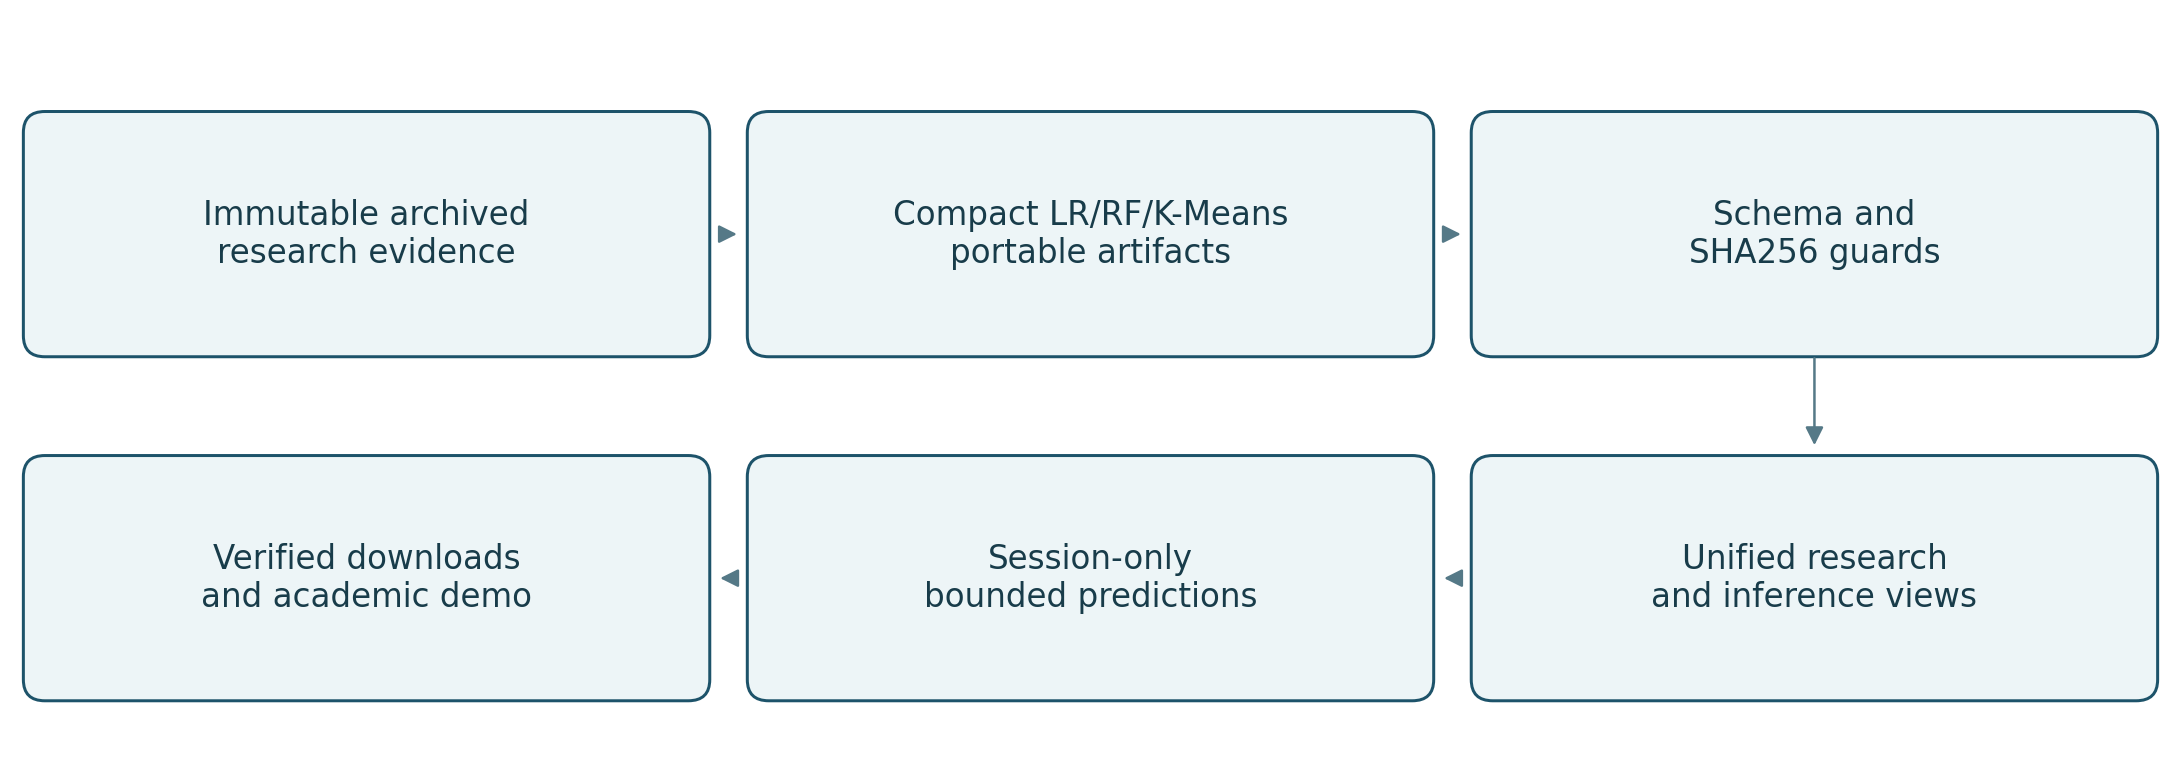 Immutable archived
research evidence
Compact LR/RF/K-Means
portable artifacts
Schema and
SHA256 guards
Verified downloads
and academic demo
Session-only
bounded predictions
Unified research
and inference views